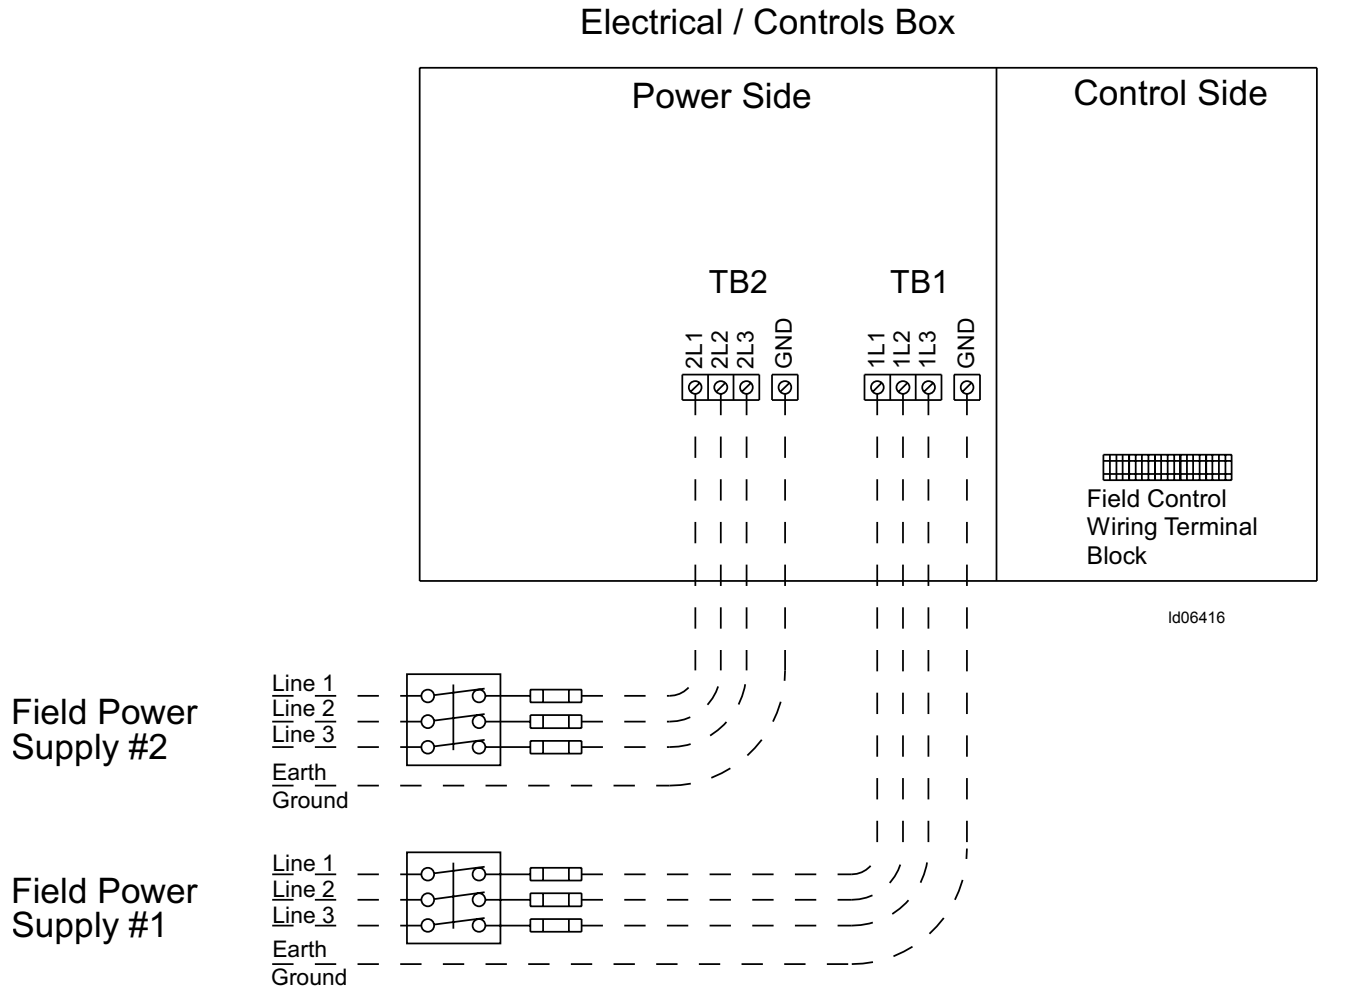 Electrical / Controls Box
Power Side
Control Side
TB2
TB1
2L1
2L2
2L3
GND
1L1
1L2
1L3
GND
Field Control
Wiring Terminal
Block
ld06416
Field Power
Supply #2
Line 1
Line 2
Line 3
Earth
Ground
Field Power
Supply #1
Line 1
Line 2
Line 3
Earth
Ground